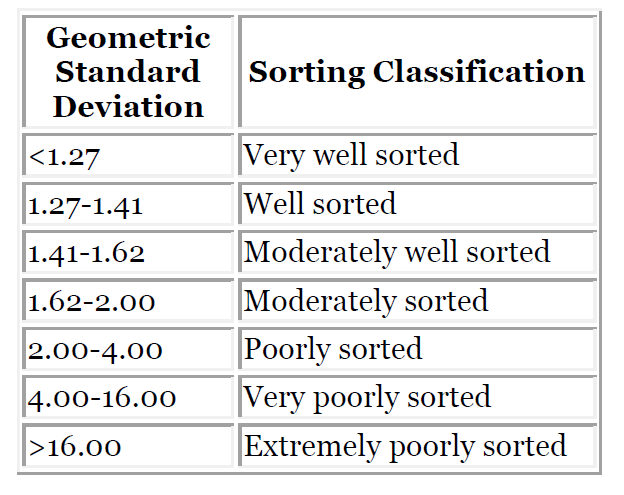 Geometric
Standard
Deviation
Sorting Classification
<1.27
Very well sorted
1.27-1.41
Well sorted
1.41-1.62
Moderately well sorted
1.62-2.00
Moderately sorted
2.00-4.00
Poorly sorted
4.00-16.00
Very poorly sorted
>16.00
Extremely poorly sorted